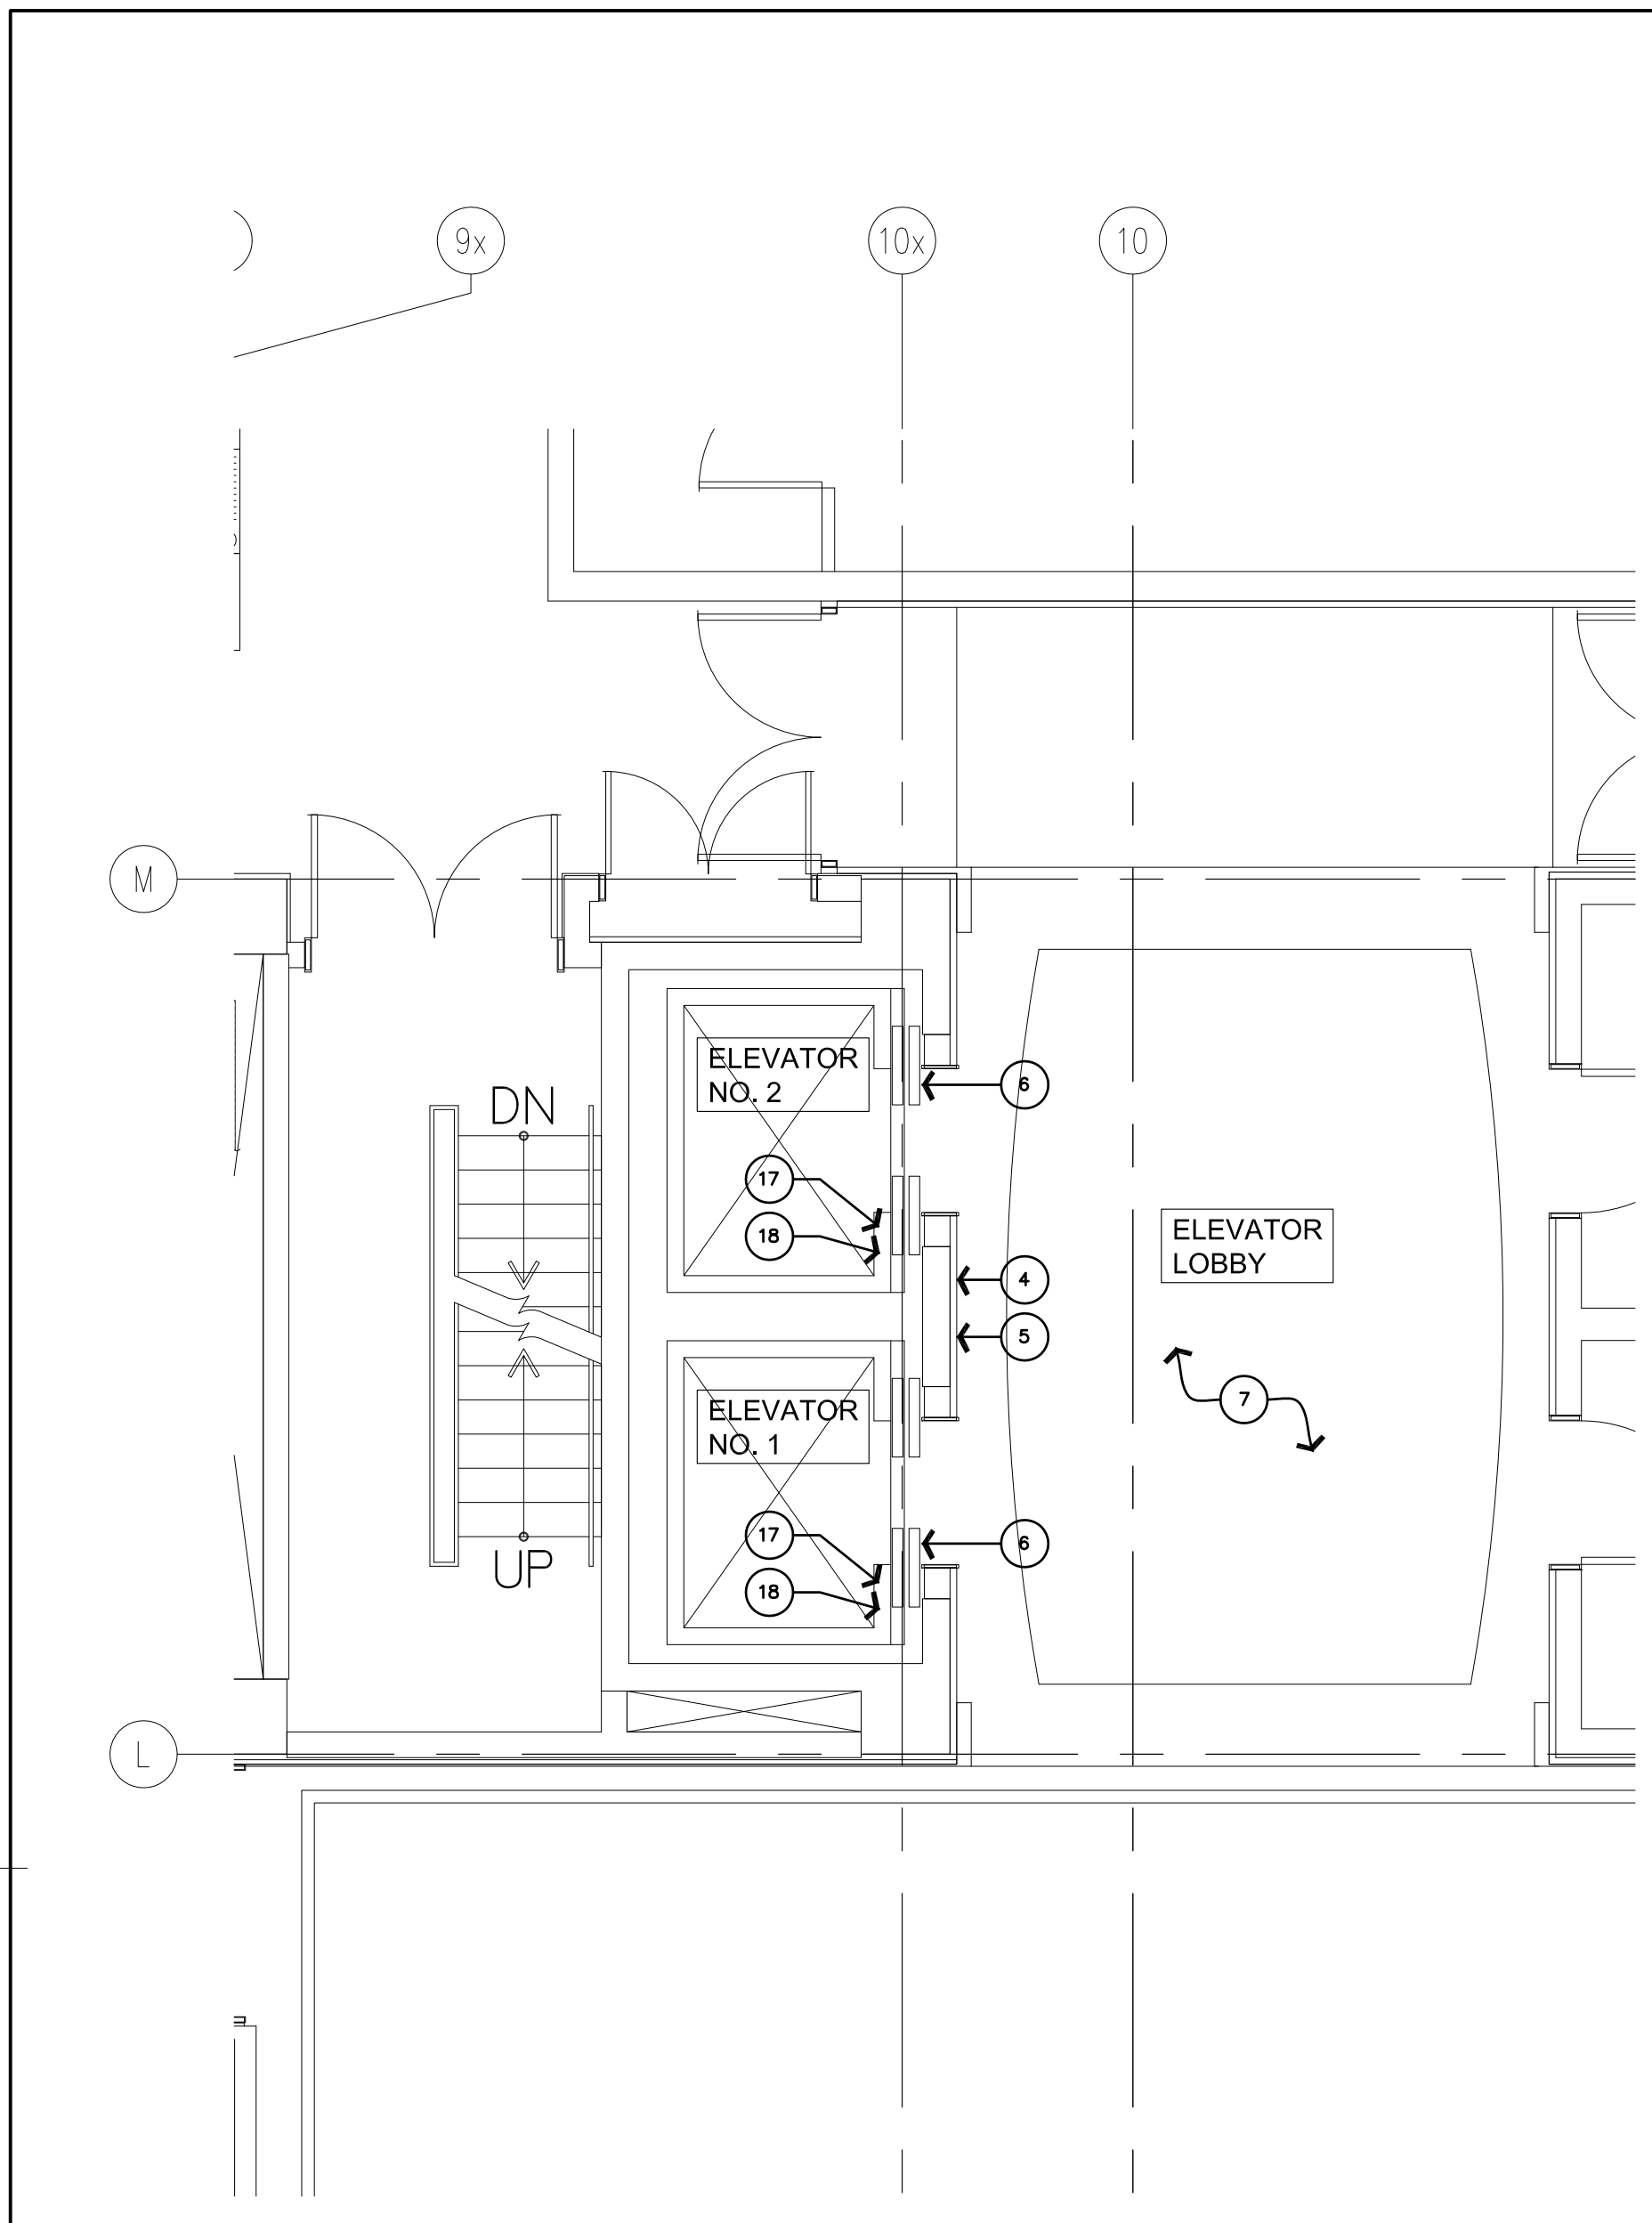 9x
10x
10
M
DN
ELEVATOR
NO. 2
6
17
18
ELEVATOR
LOBBY
4
5
7
ELEVATOR
NO. 1
17
6
18
UP
L